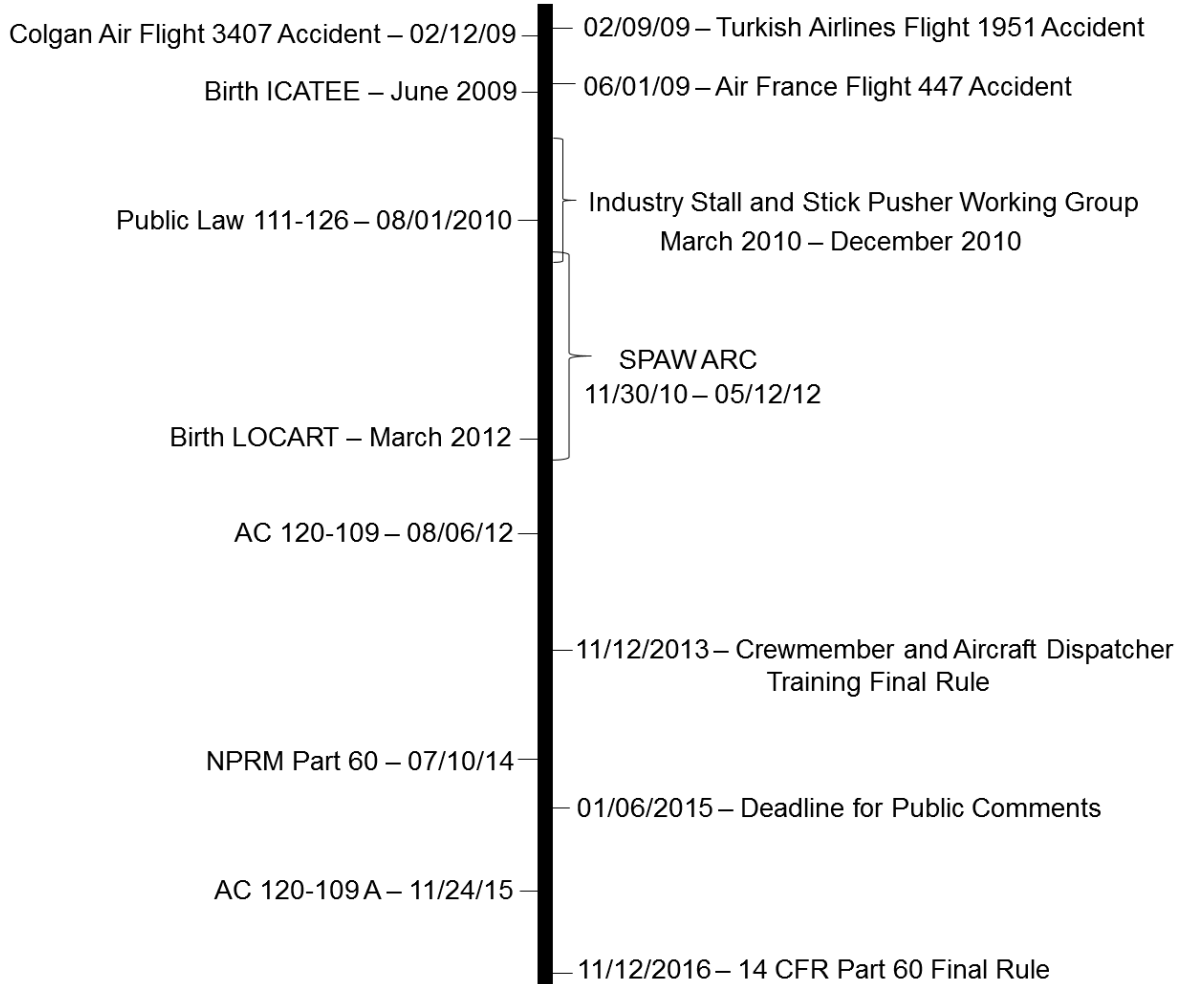 02/09/09 – Turkish Airlines Flight 1951 Accident
Colgan Air Flight 3407 Accident – 02/12/09
06/01/09 – Air France Flight 447 Accident
Birth ICATEE – June 2009
Industry Stall and Stick Pusher Working Group
March 2010 – December 2010
Public Law 111-126 – 08/01/2010
SPAW ARC
11/30/10 – 05/12/12
Birth LOCART – March 2012
AC 120-109 – 08/06/12
11/12/2013 – Crewmember and Aircraft Dispatcher
Training Final Rule
NPRM Part 60 – 07/10/14
01/06/2015 – Deadline for Public Comments
AC 120-109 A – 11/24/15
11/12/2016 – 14 CFR Part 60 Final Rule